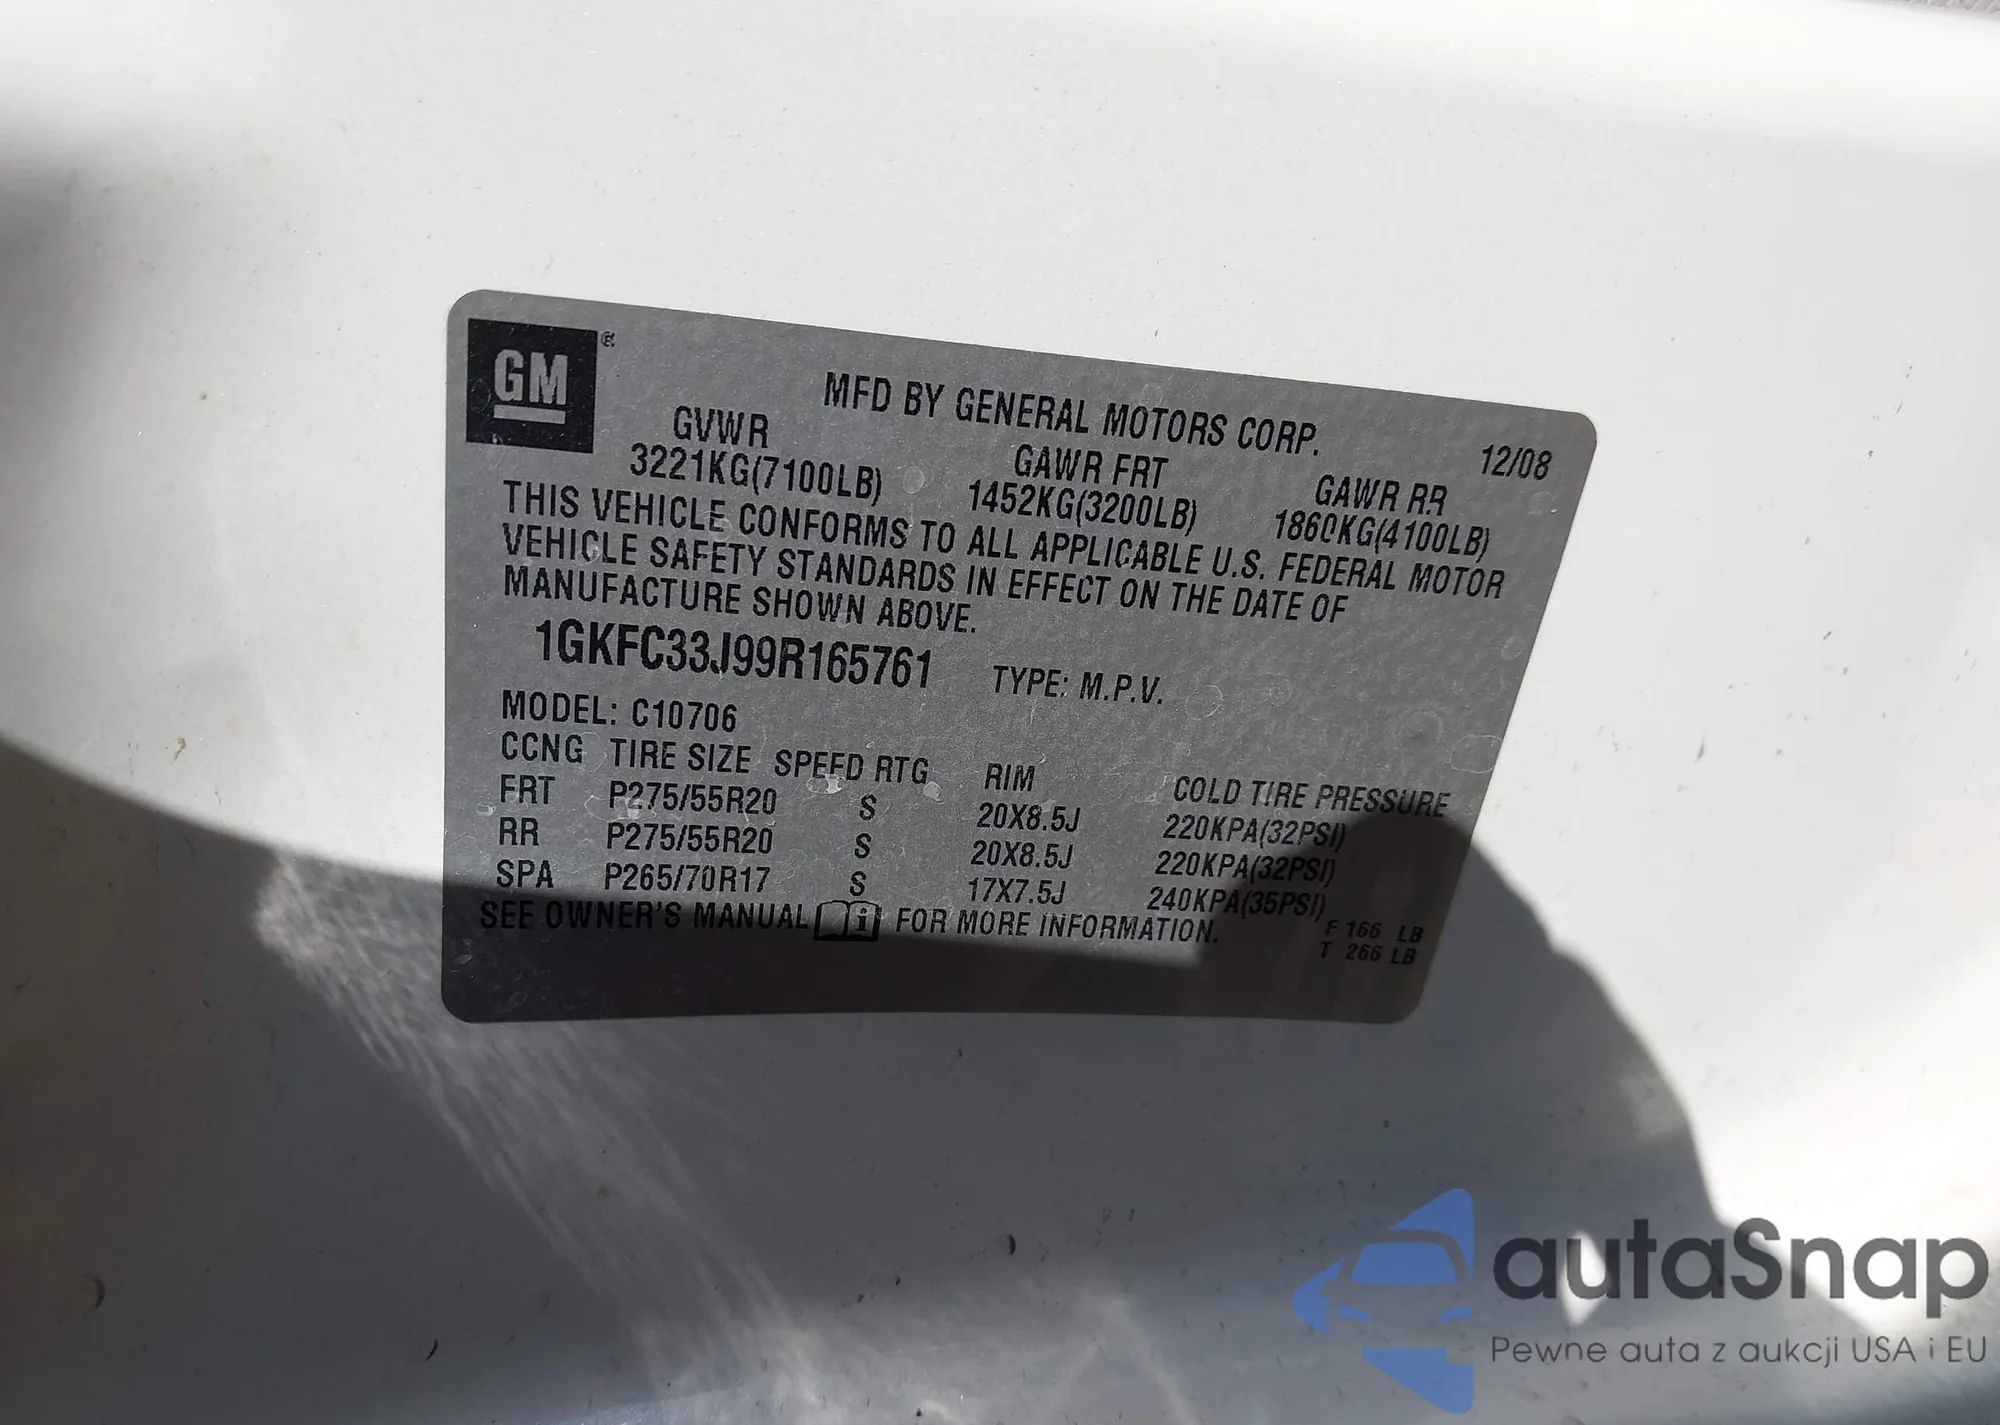 GM
MFD BY GENERAL MOTORS CORP.
12/08
GVWR GAWR FRT GAWR RR
3221KG(7100LB) 1452KG(3200LB) 1860KG(4100LB)
THIS VEHICLE CONFORMS TO ALL APPLICABLE U.S. FEDERAL MOTOR
VEHICLE SAFETY STANDARDS IN EFFECT ON THE DATE OF
MANUFACTURE SHOWN ABOVE.
1GKFC33J99R165761 TYPE: M.P.V.
MODEL: C10706
CCNG TIRE SIZE SPEED RTG RIM COLD TIRE PRESSURE
FRT P275/55R20 S 20X8.5J 220KPA(32PSI)
RR P275/55R20 S 20X8.5J 220KPA(32PSI)
SPA P265/70R17 S 17X7.5J 240KPA(35PSI)
SEE OWNER'S MANUAL i FOR MORE INFORMATION.
F 166 LB
T 266 LB
autaSnap
Pewne auta z aukcji USA i EU